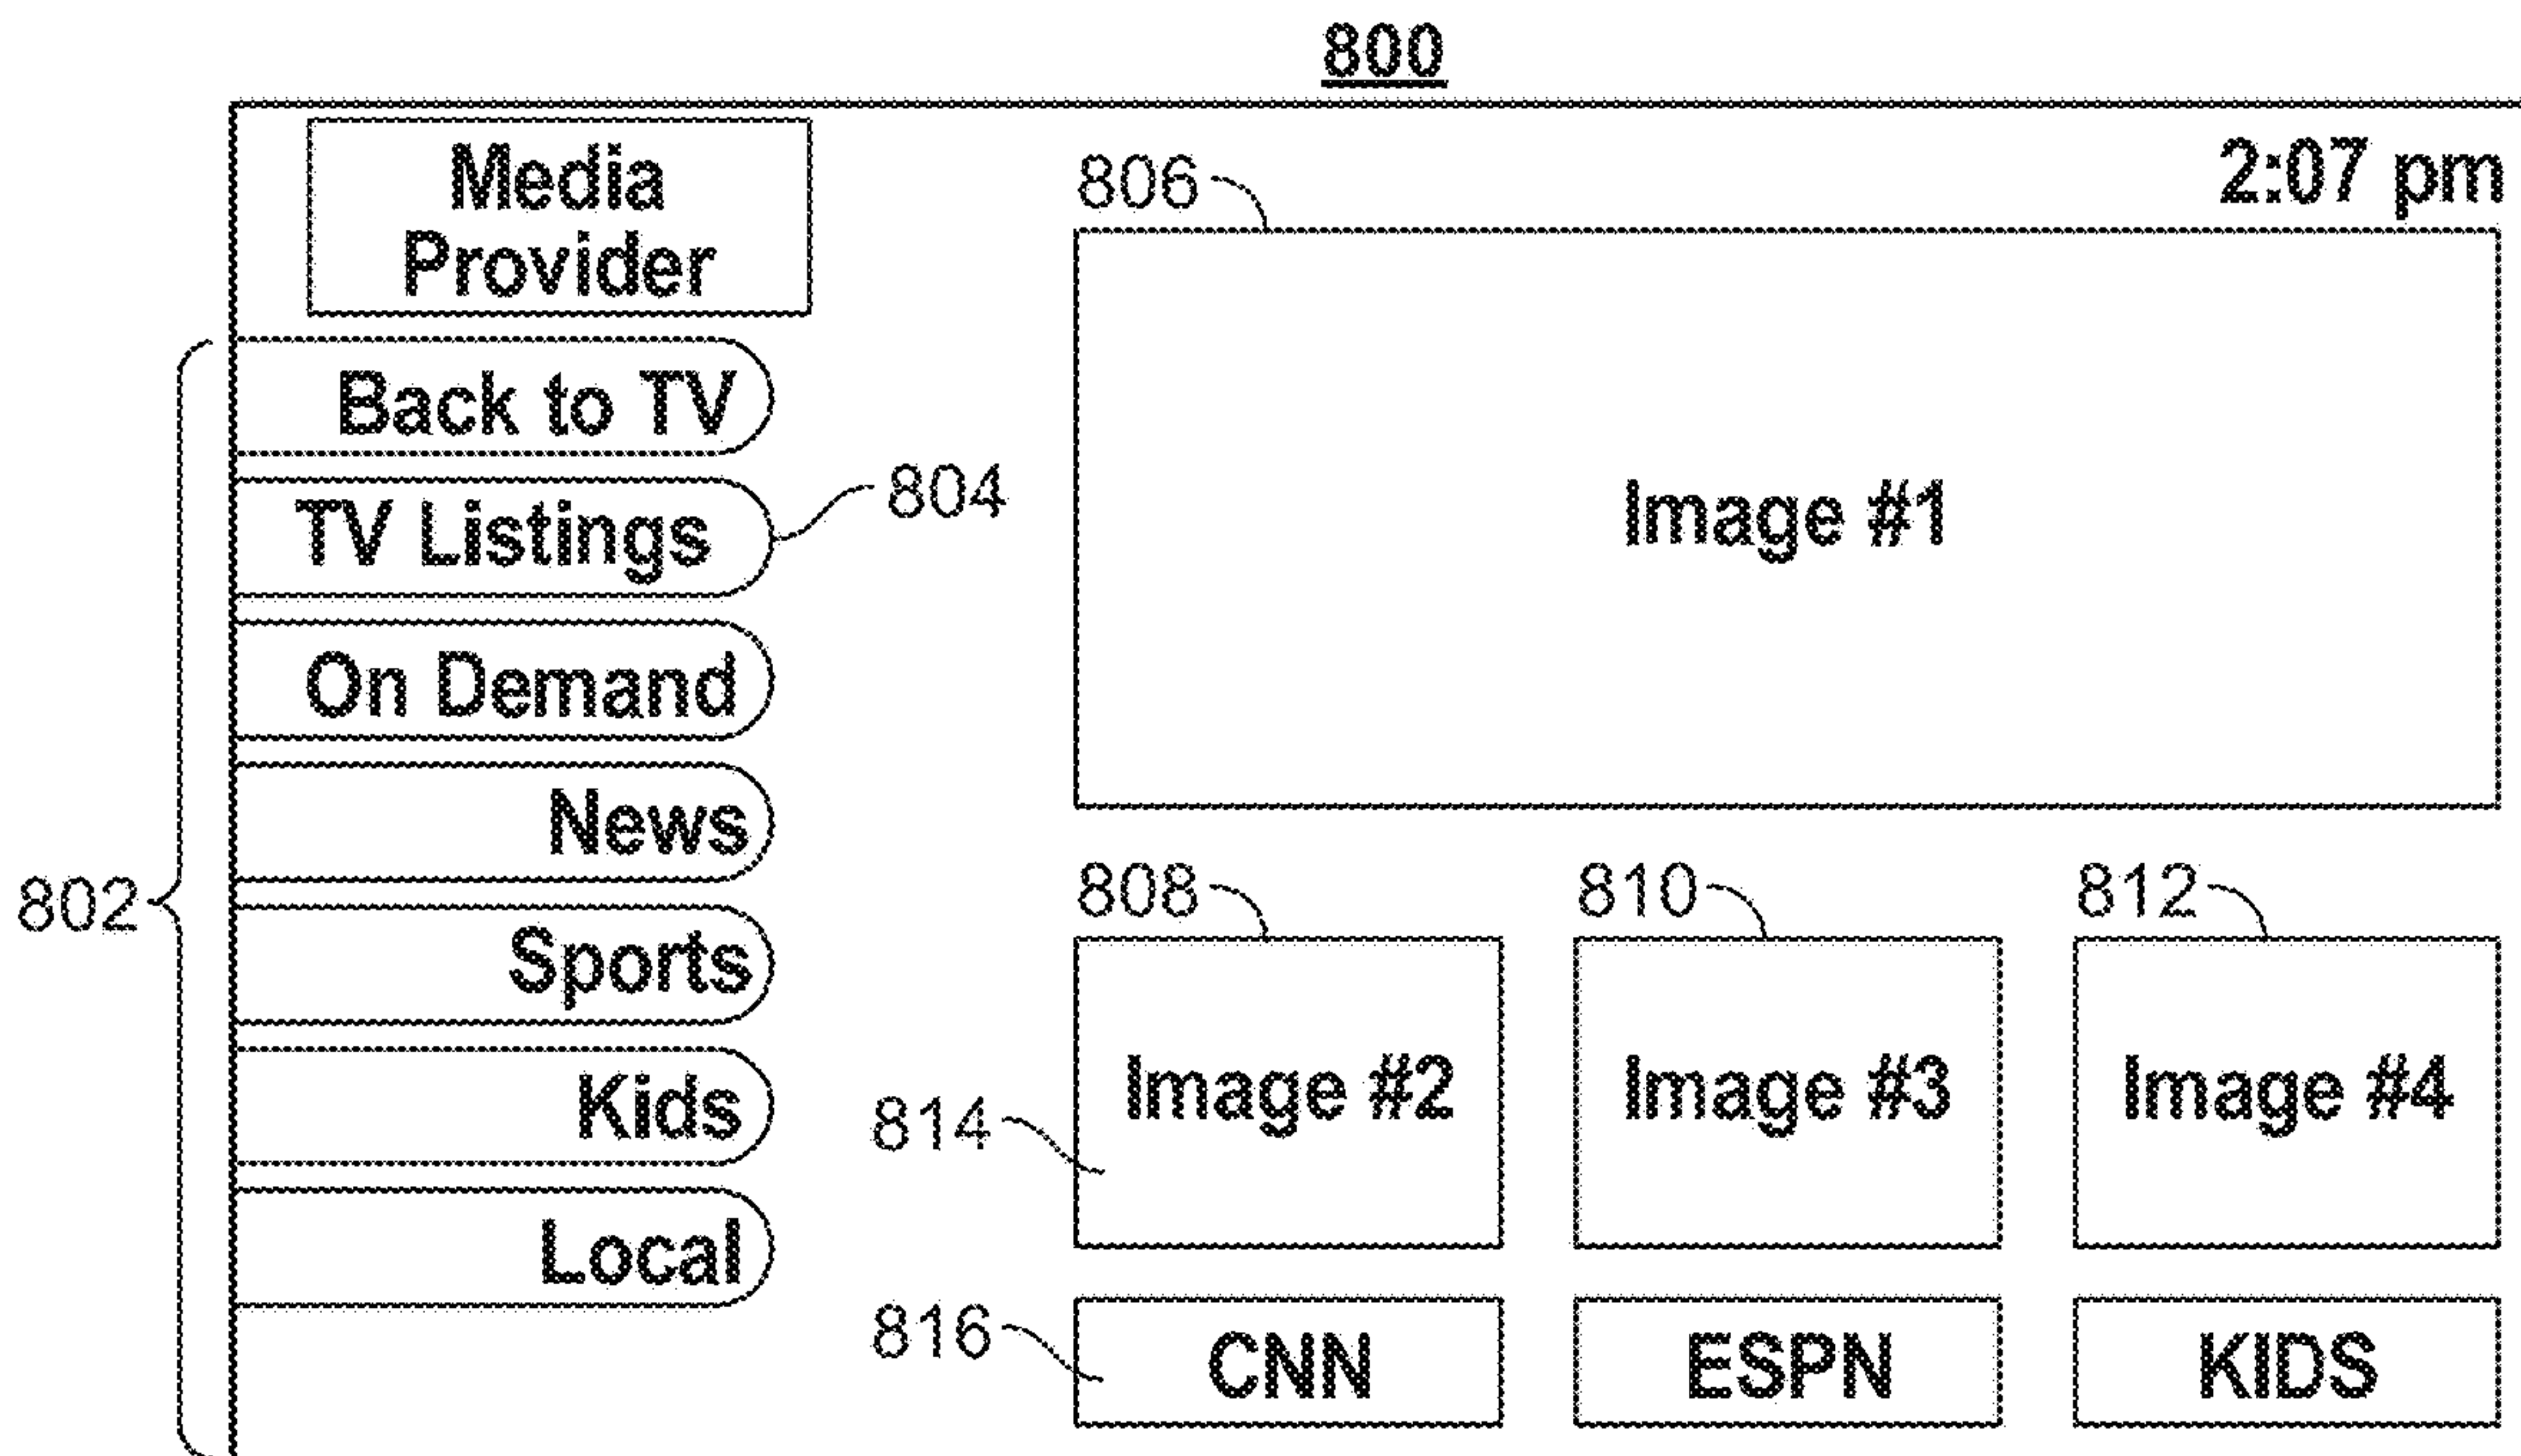 800
Media
Provider
2:07 pm
806
Back to TV
TV Listings
804
On Demand
News
Sports
Kids
Local
802
Image #1
808
810
812
Image #2
Image #3
Image #4
814
816
CNN
ESPN
KIDS